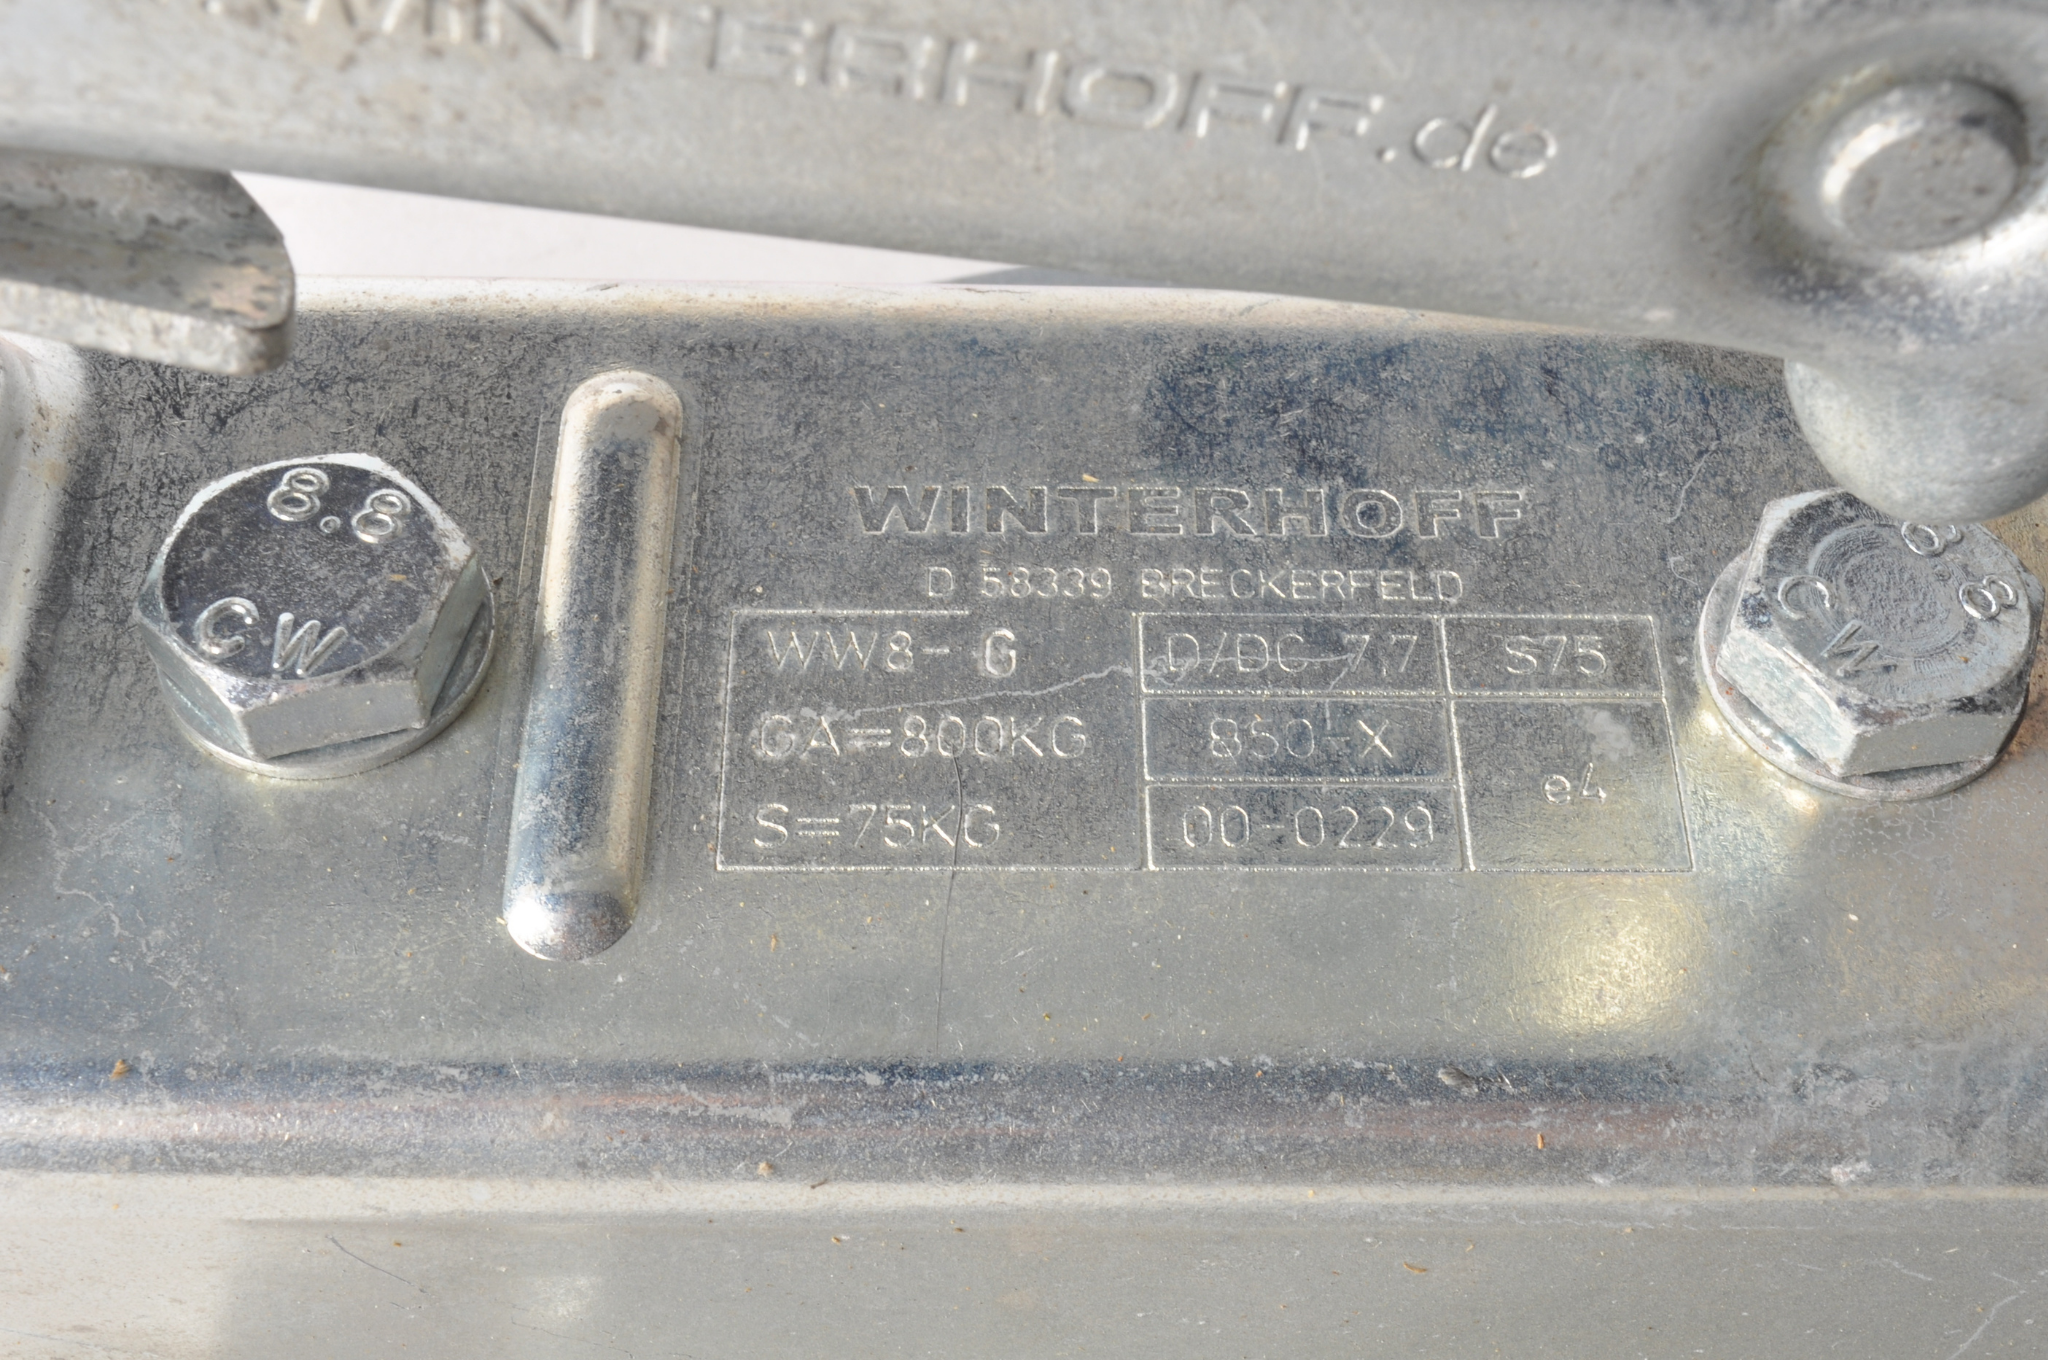 WINTERHOFF.de
8.8
CW
WINTERHOFF
D 58339 BRECKERFELD
WW8- G
D/DC 7,7
S75
GA=800KG
850-X
e4
S=75KG
00-0229
8.8
CW